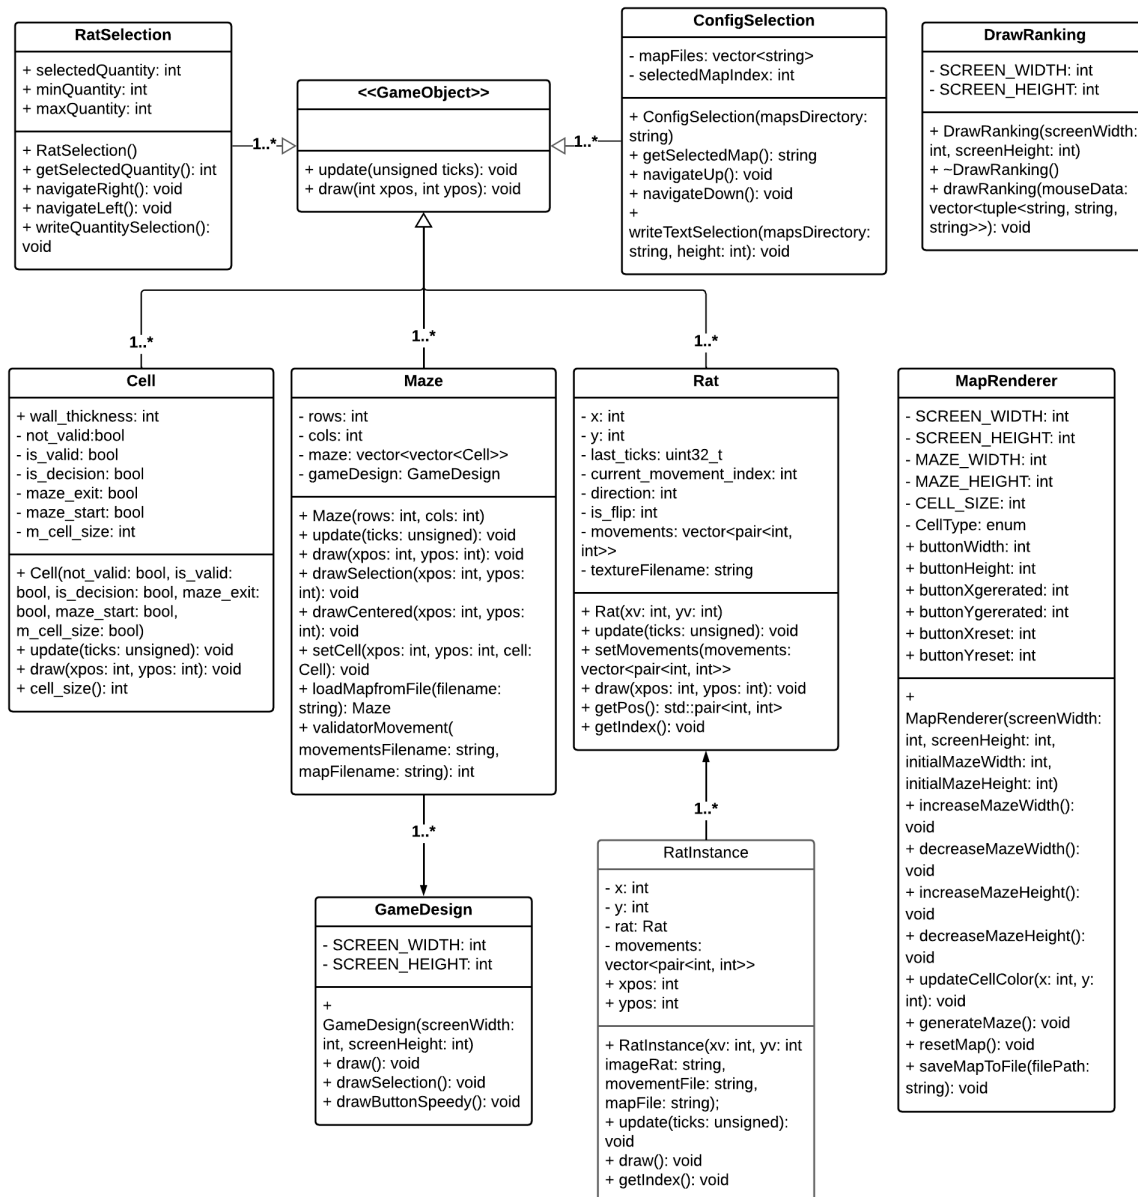 RatSelection
+ selectedQuantity: int
+ minQuantity: int
+ maxQuantity: int
+ RatSelection()
+ getSelectedQuantity(): int
+ navigateRight(): void
+ navigateLeft(): void
+ writeQuantitySelection():
void
1..*
<<GameObject>>
+ update(unsigned ticks): void
+ draw(int xpos, int ypos): void
1..*
ConfigSelection
- mapFiles: vector<string>
- selectedMapIndex: int
+ ConfigSelection(mapsDirectory:
string)
+ getSelectedMap(): string
+ navigateUp(): void
+ navigateDown(): void
+
writeTextSelection(mapsDirectory:
string, height: int): void
DrawRanking
- SCREEN_WIDTH: int
- SCREEN_HEIGHT: int
+ DrawRanking(screenWidth:
int, screenHeight: int)
+ ~DrawRanking()
+ drawRanking(mouseData:
vector<tuple<string, string,
string>>): void
1..*
1..*
1..*
Cell
+ wall_thickness: int
- not_valid:bool
- is_valid: bool
- is_decision: bool
- maze_exit: bool
- maze_start: bool
- m_cell_size: int
+ Cell(not_valid: bool, is_valid:
bool, is_decision: bool, maze_exit:
bool, maze_start: bool,
m_cell_size: bool)
+ update(ticks: unsigned): void
+ draw(xpos: int, ypos: int): void
+ cell_size(): int
Maze
- rows: int
- cols: int
- maze: vector<vector<Cell>>
- gameDesign: GameDesign
+ Maze(rows: int, cols: int)
+ update(ticks: unsigned): void
+ draw(xpos: int, ypos: int): void
+ drawSelection(xpos: int, ypos:
int): void
+ drawCentered(xpos: int, ypos:
int): void
+ setCell(xpos: int, ypos: int, cell:
Cell): void
+ loadMapfromFile(filename:
string): Maze
+ validatorMovement(
movementsFilename: string,
mapFilename: string): int
Rat
- x: int
- y: int
- last_ticks: uint32_t
- current_movement_index: int
- direction: int
- is_flip: int
- movements: vector<pair<int,
int>>
- textureFilename: string
+ Rat(xv: int, yv: int)
+ update(ticks: unsigned): void
+ setMovements(movements:
vector<pair<int, int>>
+ draw(xpos: int, ypos: int): void
+ getPos(): std::pair<int, int>
+ getIndex(): void
MapRenderer
- SCREEN_WIDTH: int
- SCREEN_HEIGHT: int
- MAZE_WIDTH: int
- MAZE_HEIGHT: int
- CELL_SIZE: int
- CellType: enum
+ buttonWidth: int
+ buttonHeight: int
+ buttonXgererated: int
+ buttonYgererated: int
+ buttonXreset: int
+ buttonYreset: int
+
MapRenderer(screenWidth:
int, screenHeight: int,
initialMazeWidth: int,
initialMazeHeight: int)
+ increaseMazeWidth():
void
+ decreaseMazeWidth():
void
+ increaseMazeHeight():
void
+ decreaseMazeHeight():
void
+ updateCellColor(x: int, y:
int): void
+ generateMaze(): void
+ resetMap(): void
+ saveMapToFile(filePath:
string): void
1..*
1..*
GameDesign
- SCREEN_WIDTH: int
- SCREEN_HEIGHT: int
+
GameDesign(screenWidth:
int, screenHeight: int)
+ draw(): void
+ drawSelection(): void
+ drawButtonSpeedy(): void
RatInstance
- x: int
- y: int
- rat: Rat
- movements:
vector<pair<int, int>>
+ xpos: int
+ ypos: int
+ RatInstance(xv: int, yv: int
imageRat: string,
movementFile: string,
mapFile: string);
+ update(ticks: unsigned):
void
+ draw(): void
+ getIndex(): void